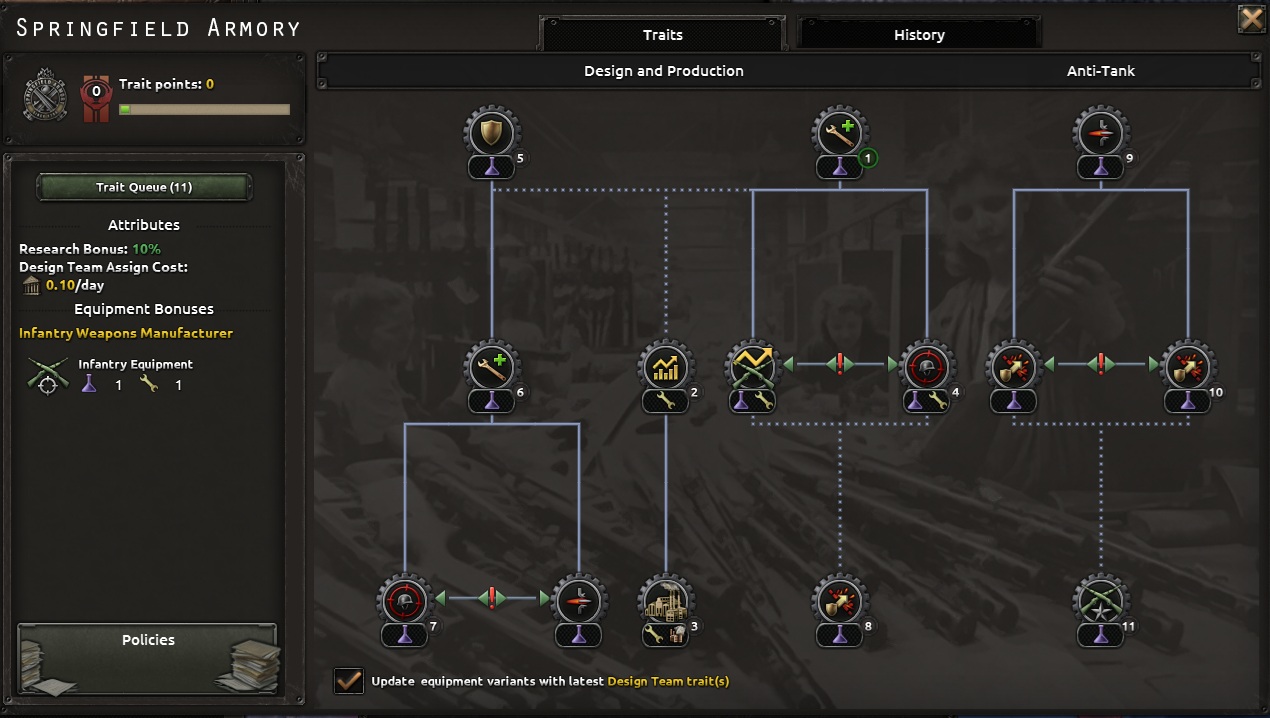 Springfield Armory
Traits
History
0
Trait points: 0
Design and Production
Anti-Tank
Trait Queue (11)
Attributes
Research Bonus: 10%
Design Team Assign Cost:
0.10/day
Equipment Bonuses
Infantry Weapons Manufacturer
Infantry Equipment
1 1
5
1
9
6
2
4
10
7
3
8
11
Policies
Update equipment variants with latest Design Team trait(s)